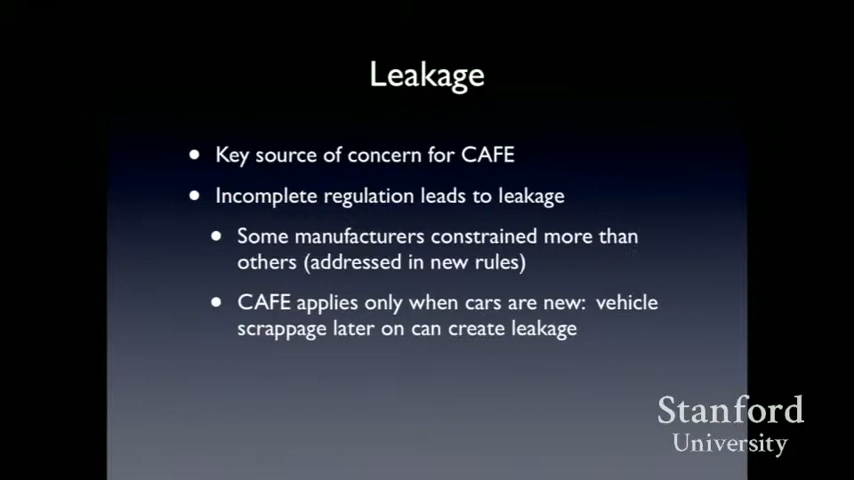 Leakage
• Key source of concern for CAFE
• Incomplete regulation leads to leakage
• Some manufacturers constrained more than
others (addressed in new rules)
• CAFE applies only when cars are new: vehicle
scrappage later on can create leakage
Stanford
University